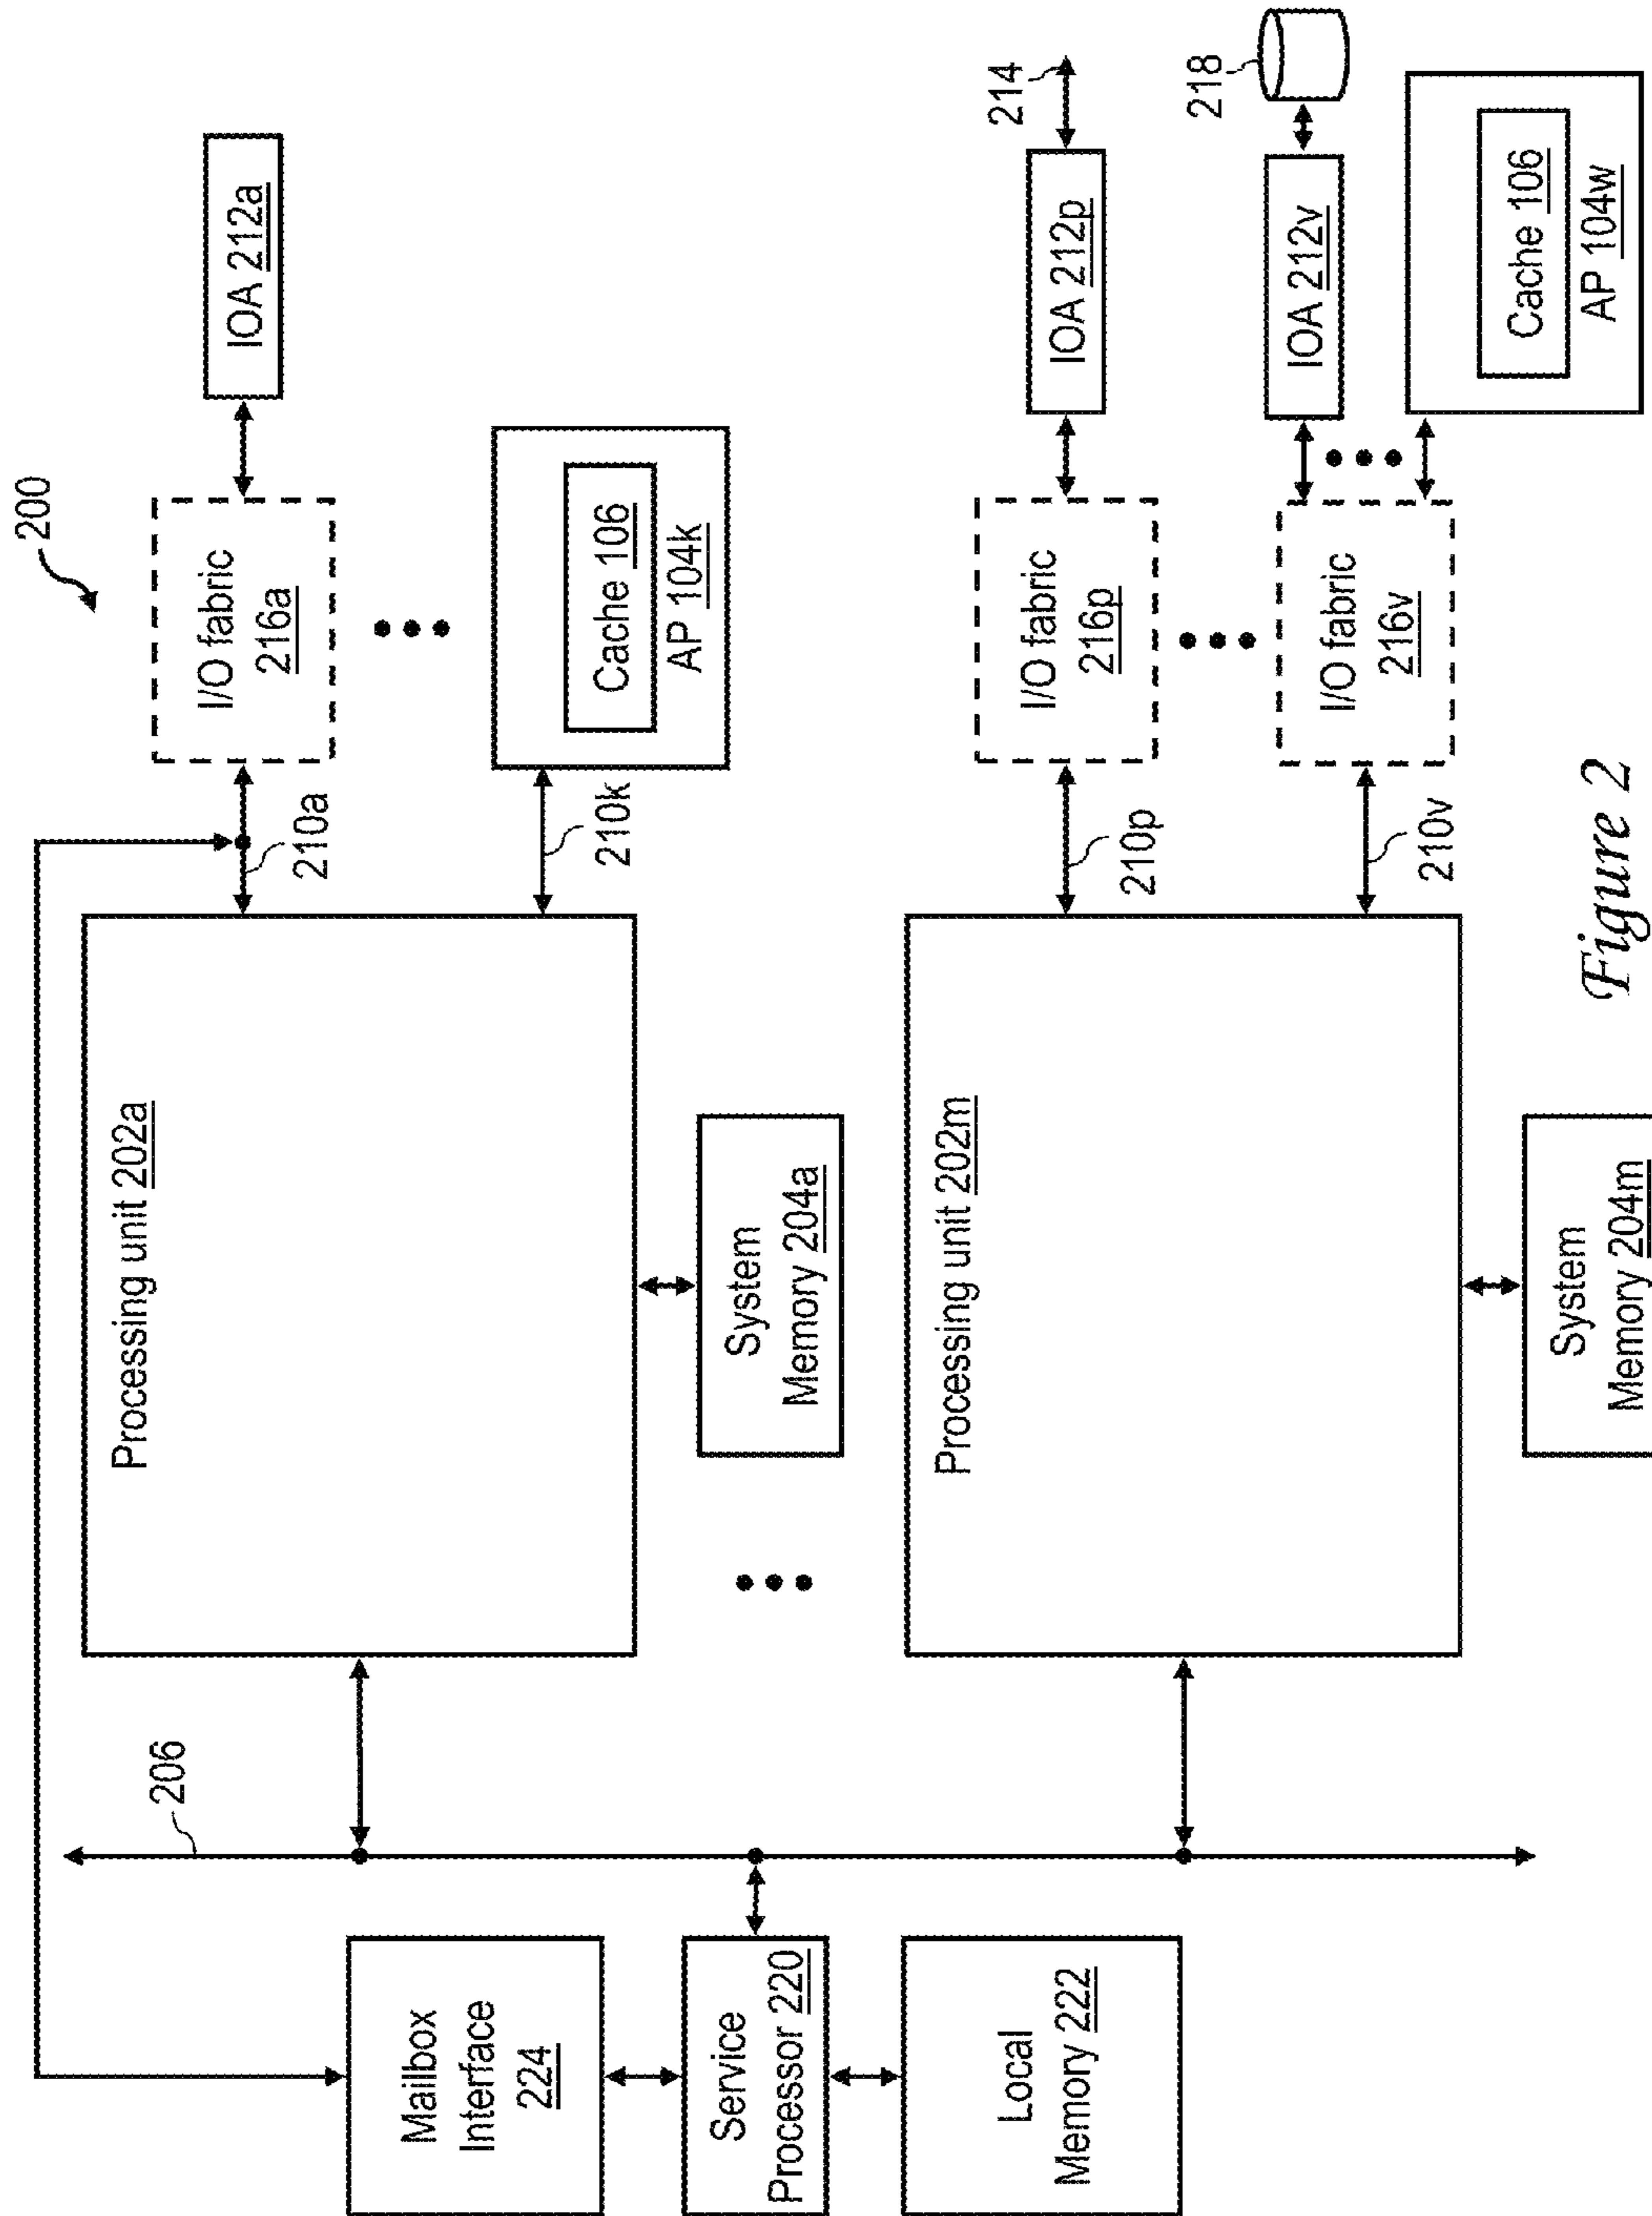 200
Mailbox
Interface
224
Service
Processor 220
Local
Memory 222
206
Processing unit 202a
System
Memory 204a
Processing unit 202m
System
Memory 204m
210a
210k
210p
210v
I/O fabric
216a
IOA 212a
Cache 106
AP 104k
I/O fabric
216p
IOA 212p
214
I/O fabric
216v
IOA 212v
218
Cache 106
AP 104w
Figure 2